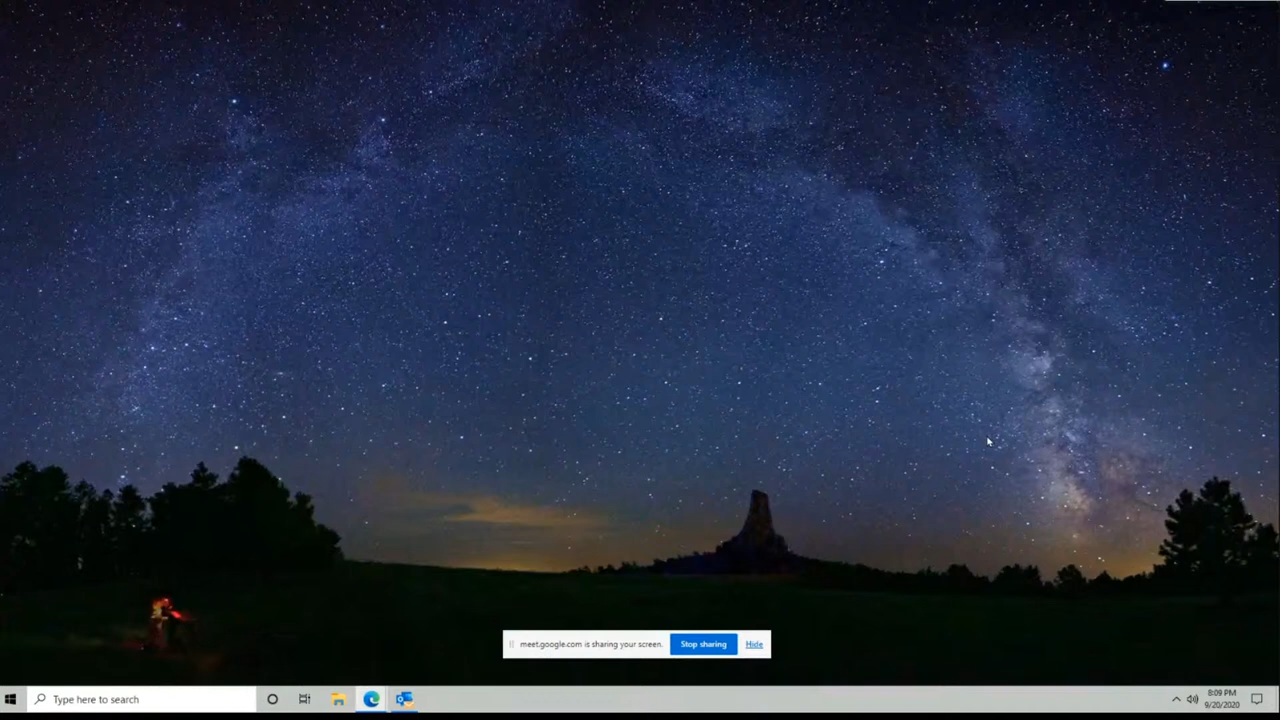 meet.google.com is sharing your screen. Stop sharing Hide
Type here to search
8:09 PM
9/20/2020